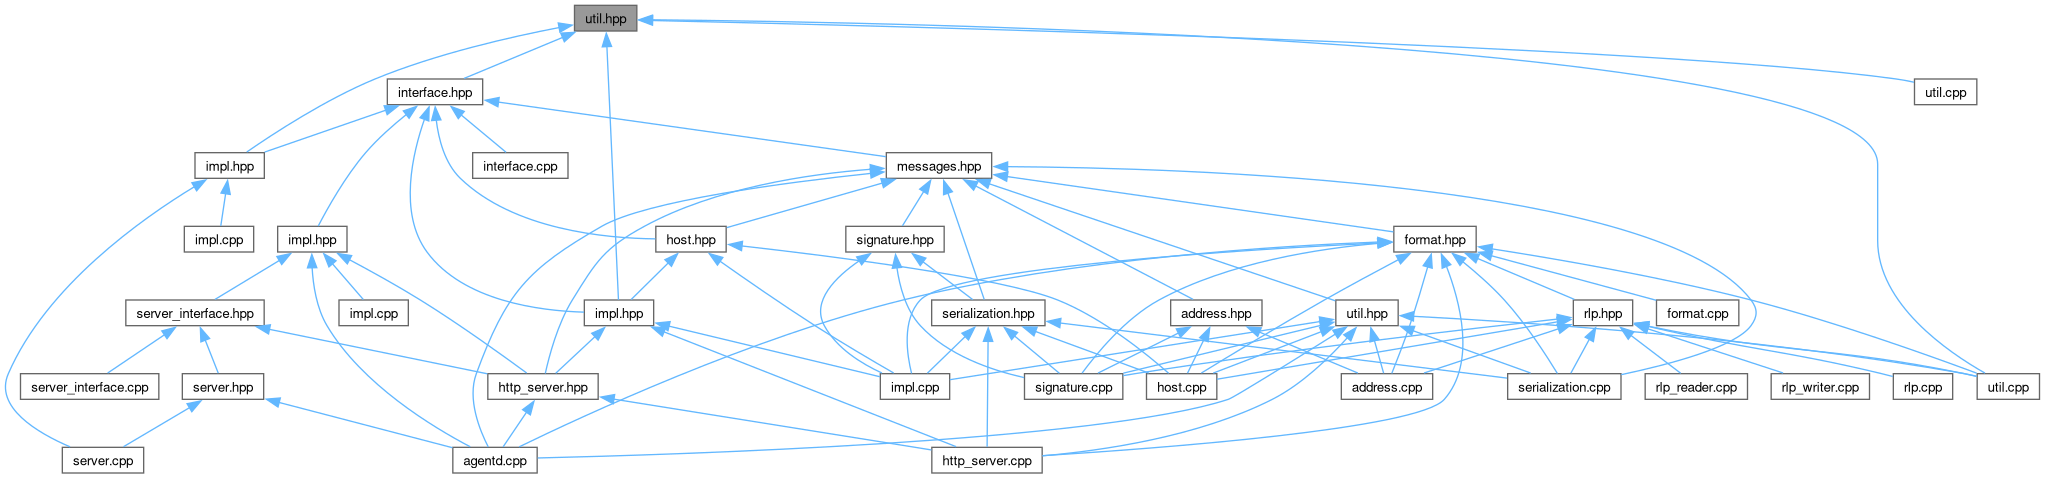 util.hpp
interface.hpp
util.cpp
impl.hpp
interface.cpp
messages.hpp
impl.cpp
impl.hpp
host.hpp
signature.hpp
format.hpp
server_interface.hpp
impl.cpp
impl.hpp
serialization.hpp
address.hpp
util.hpp
rlp.hpp
format.cpp
server_interface.cpp
server.hpp
http_server.hpp
impl.cpp
signature.cpp
host.cpp
address.cpp
serialization.cpp
rlp_reader.cpp
rlp_writer.cpp
rlp.cpp
util.cpp
server.cpp
agentd.cpp
http_server.cpp